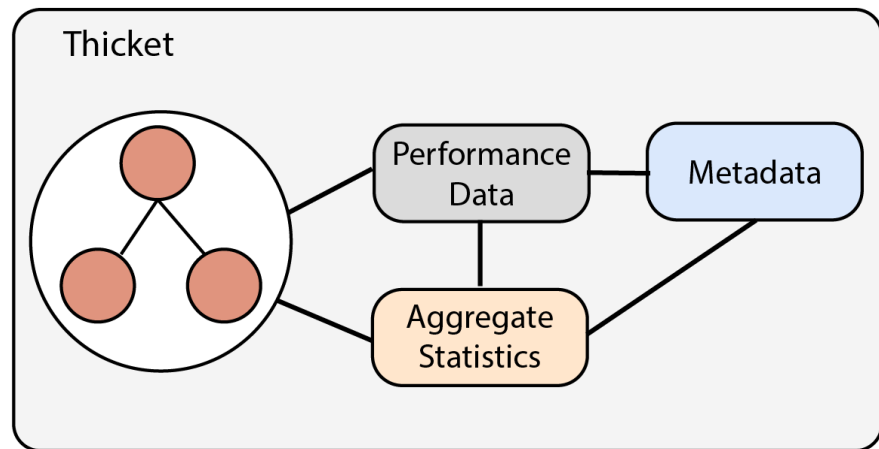 Thicket
Performance
Data
Metadata
Aggregate
Statistics